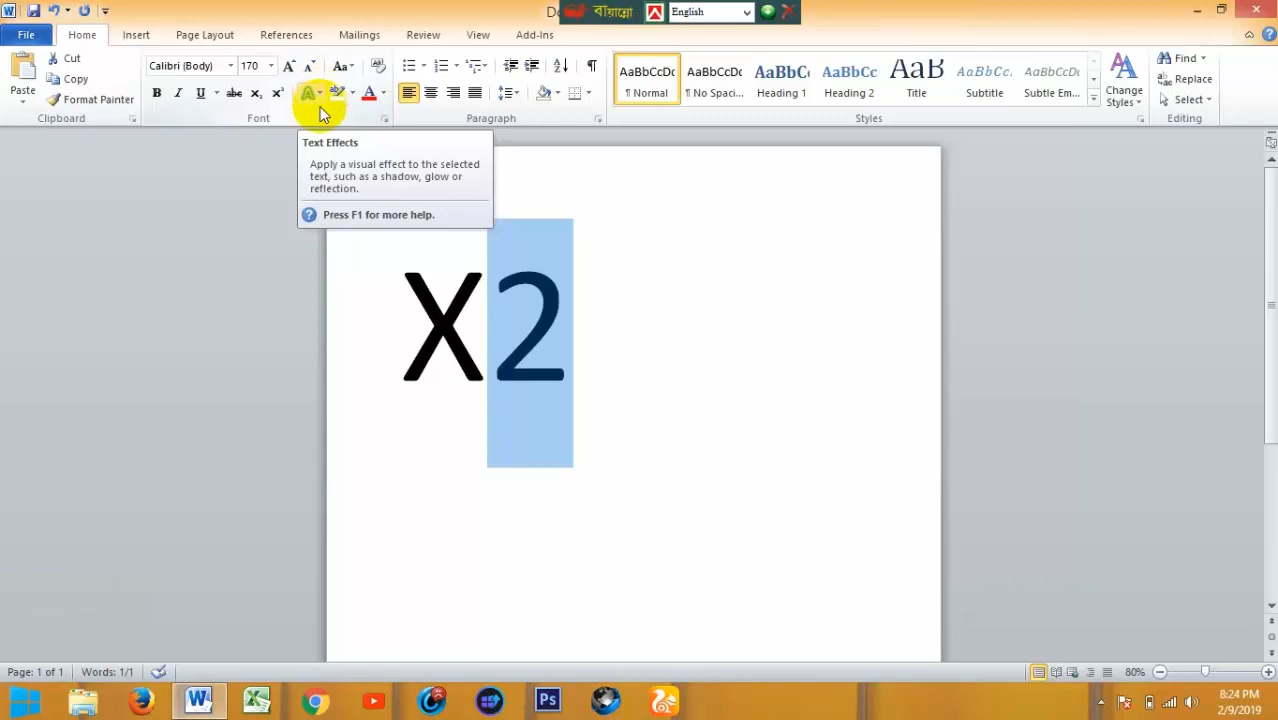 বায়ান্নো English
File Home Insert Page Layout References Mailings Review View Add-Ins
Cut
Copy
Format Painter
Paste
Clipboard
Calibri (Body) 170
Font
Paragraph
AaBbCcDc AaBbCcDc AaBbC AaBbCc AaB AaBbCc. AaBbCcDc
¶ Normal ¶ No Spaci... Heading 1 Heading 2 Title Subtitle Subtle Em...
Change
Styles
Styles
Find
Replace
Select
Editing
Text Effects
Apply a visual effect to the selected
text, such as a shadow, glow or
reflection.
Press F1 for more help.
X2
Page: 1 of 1 Words: 1/1 80%
8:24 PM
2/9/2019